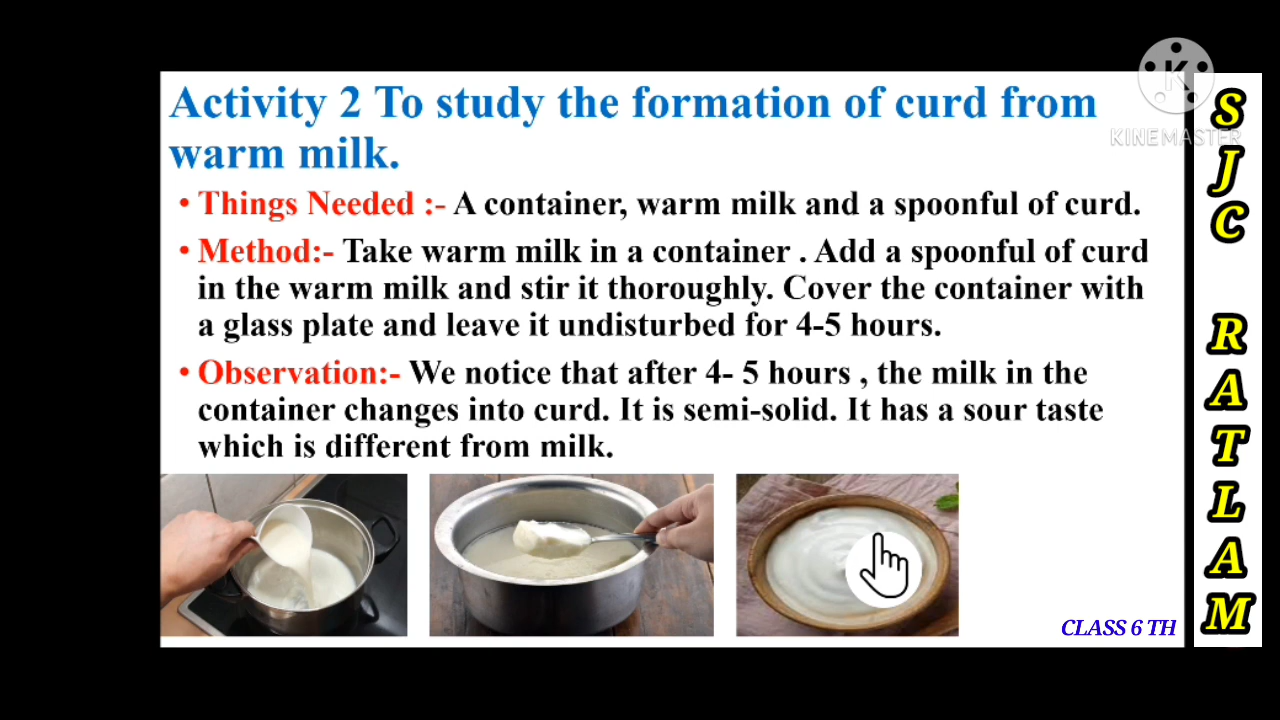 Activity 2 To study the formation of curd from
warm milk.
• Things Needed :- A container, warm milk and a spoonful of curd.
• Method:- Take warm milk in a container . Add a spoonful of curd
in the warm milk and stir it thoroughly. Cover the container with
a glass plate and leave it undisturbed for 4-5 hours.
• Observation:- We notice that after 4- 5 hours , the milk in the
container changes into curd. It is semi-solid. It has a sour taste
which is different from milk.
CLASS 6 TH
K
KINEMASTER
SJC RATLAM